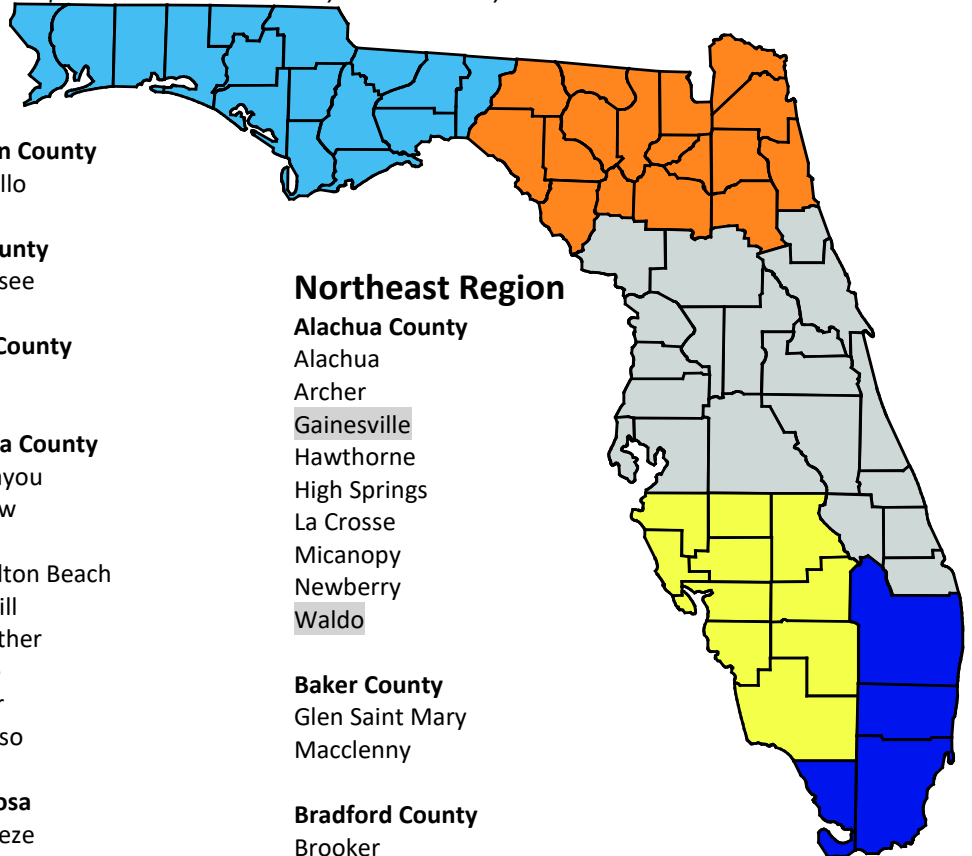 n County
llo
unty
see
County
a County
ayou
w
lton Beach
ill
ther
r
so
osa
eze
Northeast Region
Alachua County
Alachua
Archer
Gainesville
Hawthorne
High Springs
La Crosse
Micanopy
Newberry
Waldo
Baker County
Glen Saint Mary
Macclenny
Bradford County
Brooker